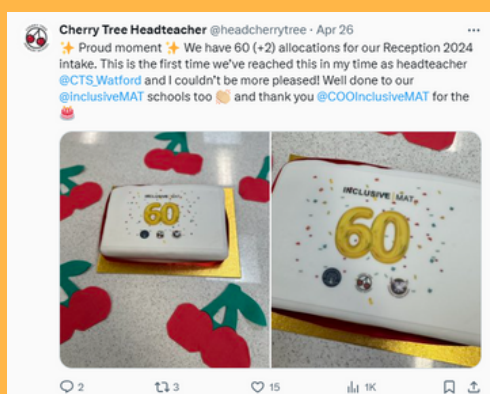 Cherry Tree Headteacher @headcherrytree · Apr 26
✨ Proud moment ✨ We have 60 (+2) allocations for our Reception 2024
intake. This is the first time we've reached this in my time as headteacher
@CTS_Watford and I couldn't be more pleased! Well done to our
@inclusiveMAT schools too 👏 and thank you @COOInclusiveMAT for the
🎂
INCLUSIVE | MAT
60
INCLUSIVE | MAT
60
2 3 15 1K